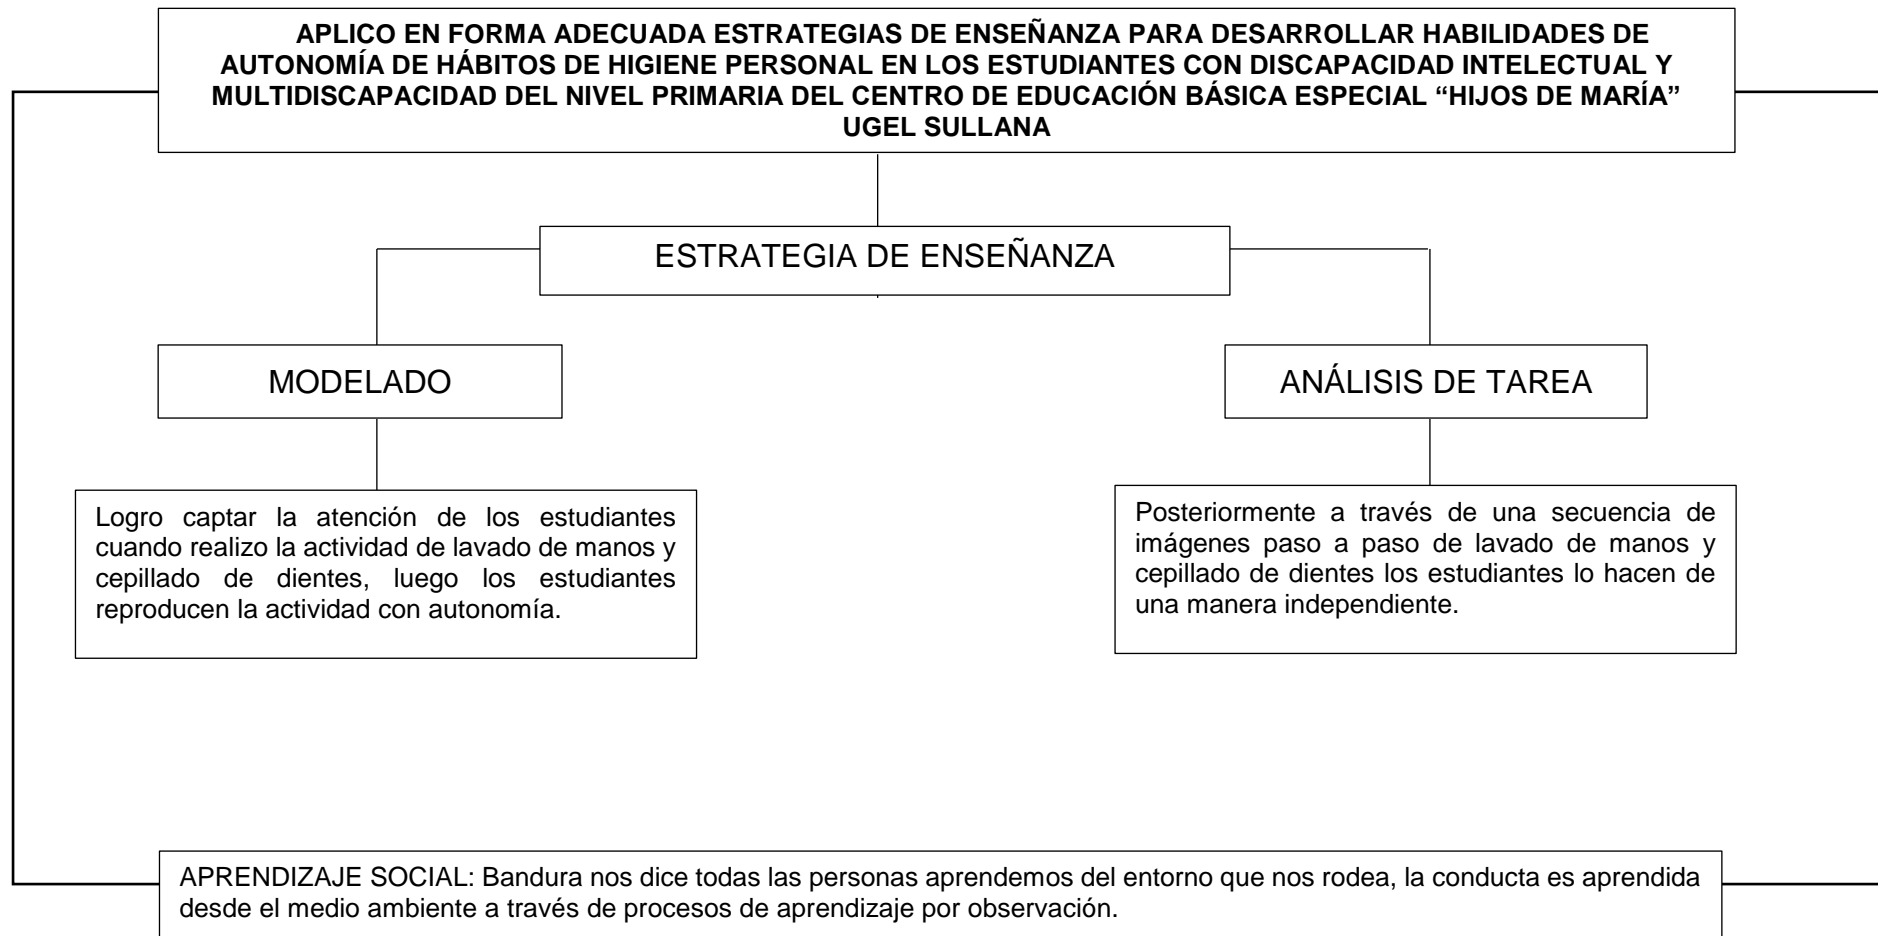 APLICO EN FORMA ADECUADA ESTRATEGIAS DE ENSEÑANZA PARA DESARROLLAR HABILIDADES DE
AUTONOMÍA DE HÁBITOS DE HIGIENE PERSONAL EN LOS ESTUDIANTES CON DISCAPACIDAD INTELECTUAL Y
MULTIDISCAPACIDAD DEL NIVEL PRIMARIA DEL CENTRO DE EDUCACIÓN BÁSICA ESPECIAL “HIJOS DE MARÍA”
UGEL SULLANA
ESTRATEGIA DE ENSEÑANZA
MODELADO
ANÁLISIS DE TAREA
Logro captar la atención de los estudiantes
cuando realizo la actividad de lavado de manos y
cepillado de dientes, luego los estudiantes
reproducen la actividad con autonomía.
Posteriormente a través de una secuencia de
imágenes paso a paso de lavado de manos y
cepillado de dientes los estudiantes lo hacen de
una manera independiente.
APRENDIZAJE SOCIAL: Bandura nos dice todas las personas aprendemos del entorno que nos rodea, la conducta es aprendida
desde el medio ambiente a través de procesos de aprendizaje por observación.